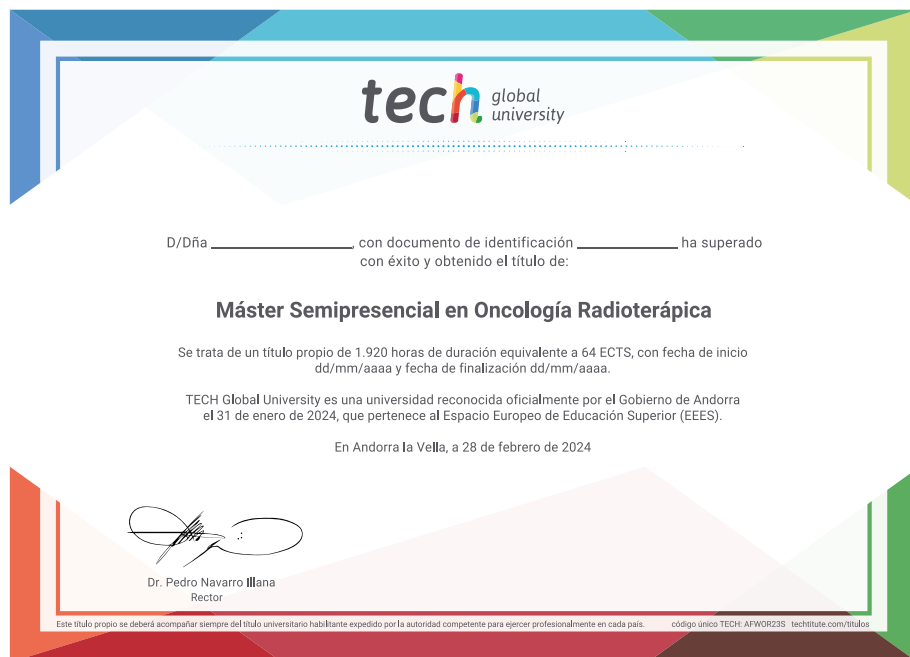 tech global
university
D/Dña ______________, con documento de identificación __________ ha superado
con éxito y obtenido el título de:
Máster Semipresencial en Oncología Radioterápica
Se trata de un título propio de 1.920 horas de duración equivalente a 64 ECTS, con fecha de inicio
dd/mm/aaaa y fecha de finalización dd/mm/aaaa.
TECH Global University es una universidad reconocida oficialmente por el Gobierno de Andorra
el 31 de enero de 2024, que pertenece al Espacio Europeo de Educación Superior (EEES).
En Andorra la Vella, a 28 de febrero de 2024
Dr. Pedro Navarro Illana
Rector
Este título propio se deberá acompañar siempre del título universitario habilitante expedido por la autoridad competente para ejercer profesionalmente en cada país. código único TECH: AFWOR23S techtitute.com/titulos